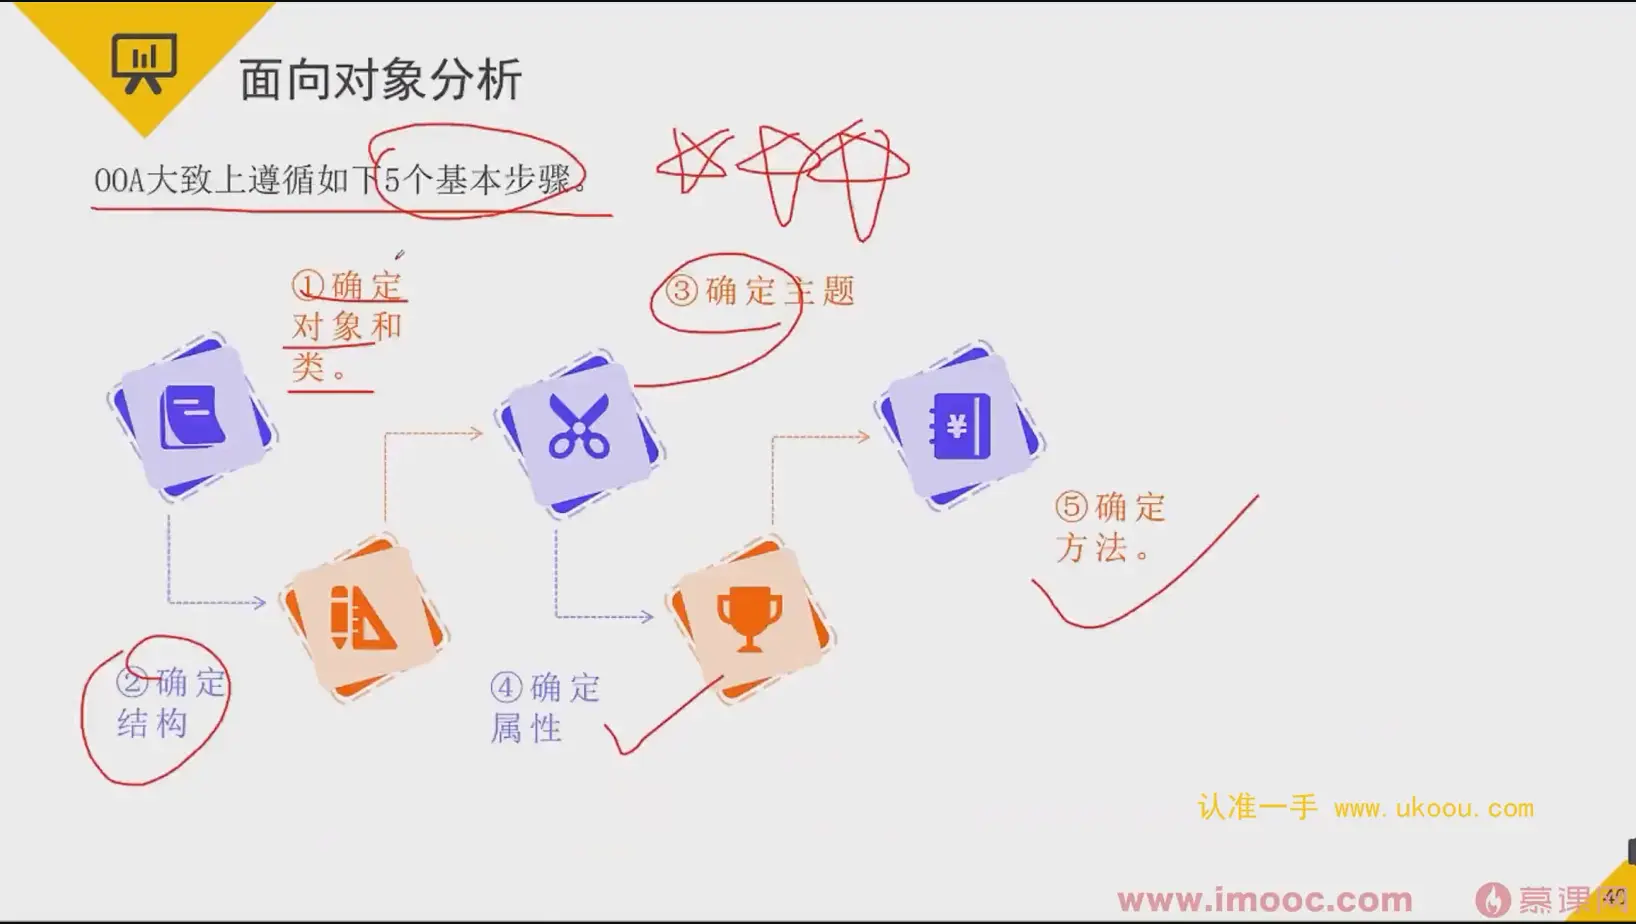 面向对象分析
OOA大致上遵循如下5个基本步骤。
①确定
对象和
类。
③确定主题
⑤确定
方法。
②确定
结构
④确定
属性
认准一手 www.ukoou.com
www.imooc.com 慕课网